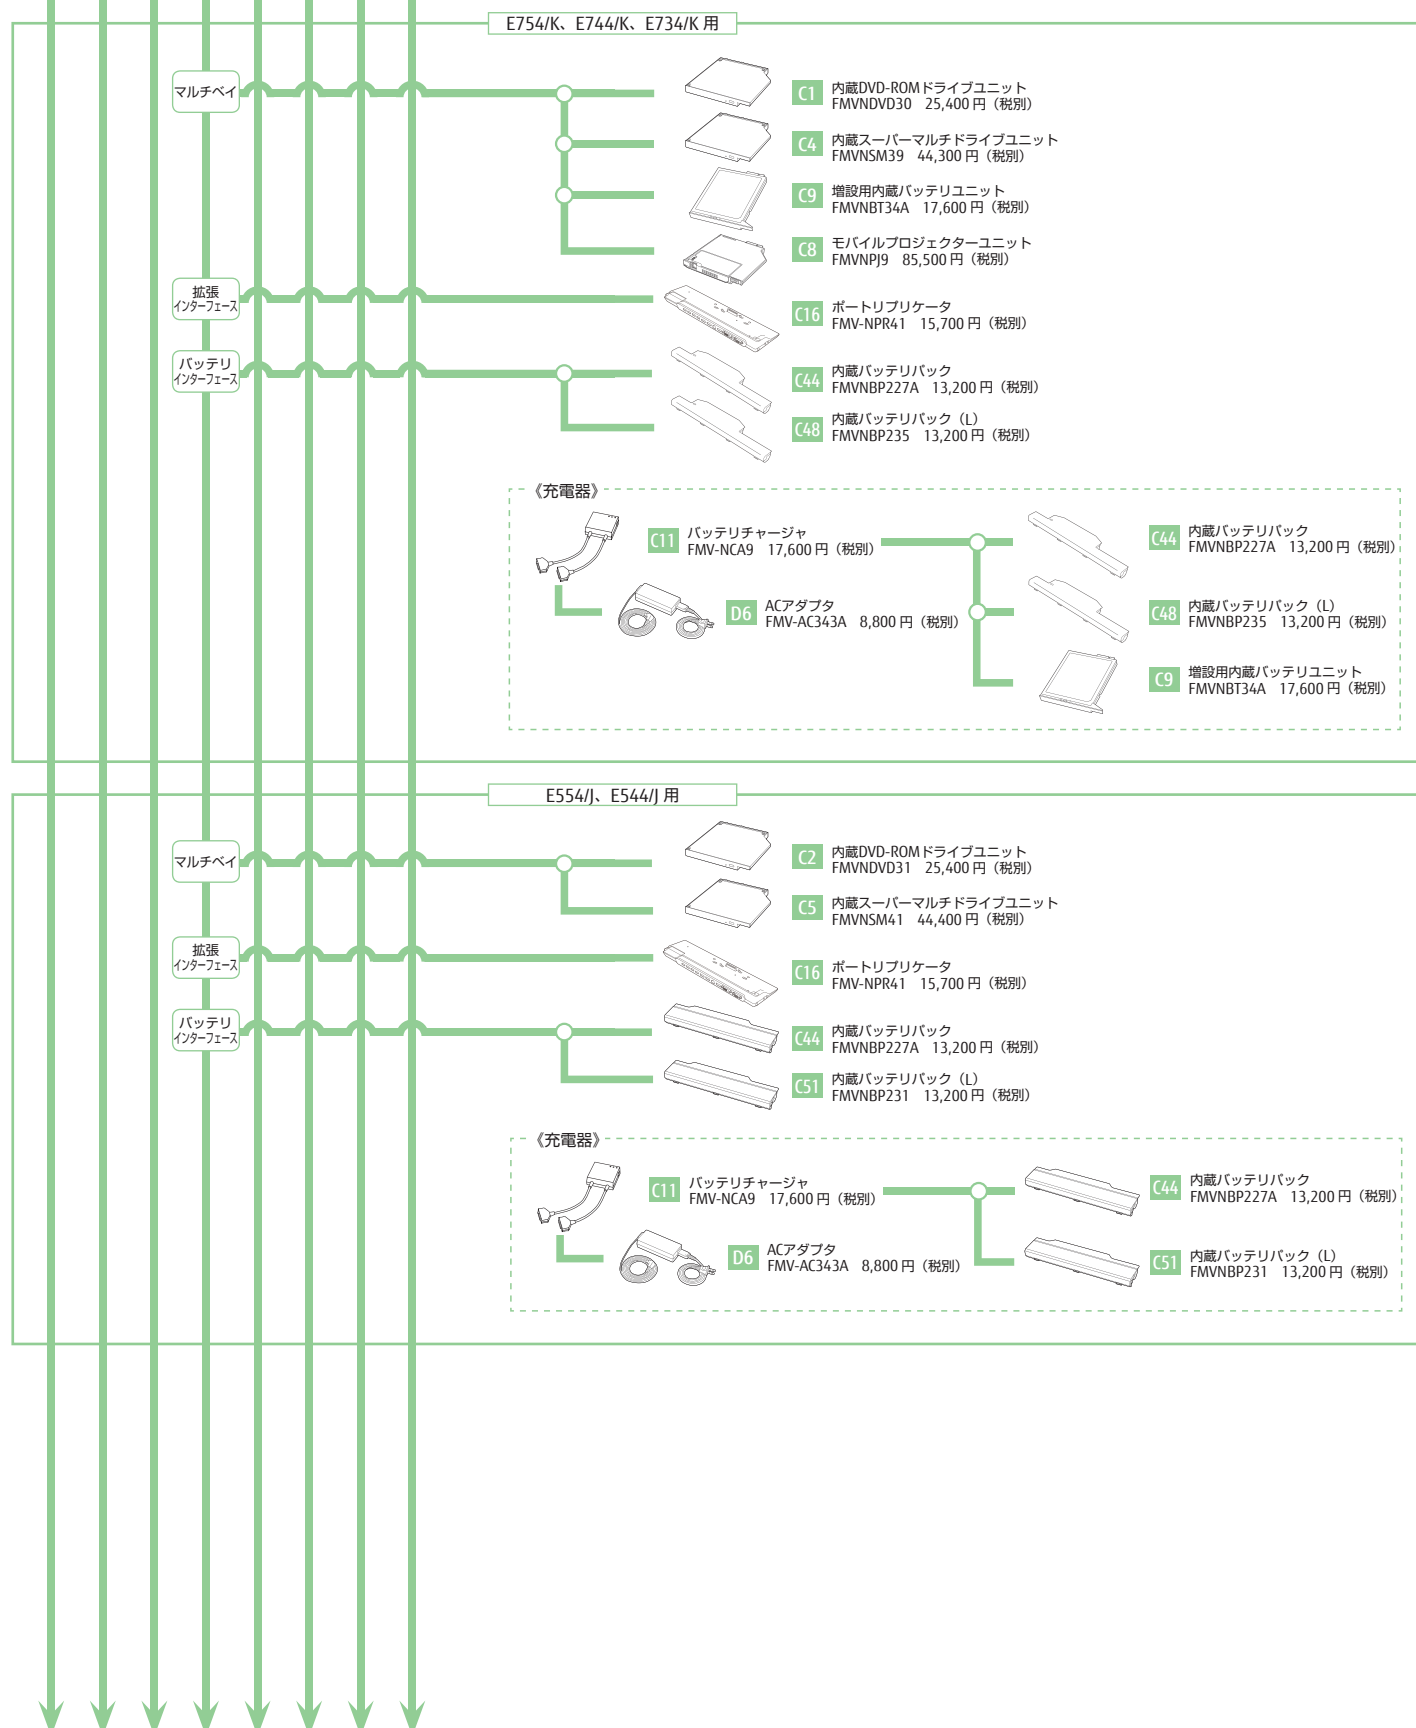 E754/K、E744/K、E734/K 用
マルチベイ
C1 内蔵DVD-ROMドライブユニット
FMVNDVD30 25,400 円（税別）
C4 内蔵スーパーマルチドライブユニット
FMVNSM39 44,300 円（税別）
C9 増設用内蔵バッテリユニット
FMVNBT34A 17,600 円（税別）
C8 モバイルプロジェクターユニット
FMVNPJ9 85,500 円（税別）
拡張
インターフェース
C16 ポートリプリケータ
FMV-NPR41 15,700 円（税別）
バッテリ
インターフェース
C44 内蔵バッテリパック
FMVNBP227A 13,200 円（税別）
C48 内蔵バッテリパック（L）
FMVNBP235 13,200 円（税別）
《充電器》
C11 バッテリチャージャ
FMV-NCA9 17,600 円（税別）
D6 ACアダプタ
FMV-AC343A 8,800 円（税別）
C44 内蔵バッテリパック
FMVNBP227A 13,200 円（税別）
C48 内蔵バッテリパック（L）
FMVNBP235 13,200 円（税別）
C9 増設用内蔵バッテリユニット
FMVNBT34A 17,600 円（税別）
E554/J、E544/J 用
マルチベイ
C2 内蔵DVD-ROMドライブユニット
FMVNDVD31 25,400 円（税別）
C5 内蔵スーパーマルチドライブユニット
FMVNSM41 44,400 円（税別）
拡張
インターフェース
C16 ポートリプリケータ
FMV-NPR41 15,700 円（税別）
バッテリ
インターフェース
C44 内蔵バッテリパック
FMVNBP227A 13,200 円（税別）
C51 内蔵バッテリパック（L）
FMVNBP231 13,200 円（税別）
《充電器》
C11 バッテリチャージャ
FMV-NCA9 17,600 円（税別）
D6 ACアダプタ
FMV-AC343A 8,800 円（税別）
C44 内蔵バッテリパック
FMVNBP227A 13,200 円（税別）
C51 内蔵バッテリパック（L）
FMVNBP231 13,200 円（税別）